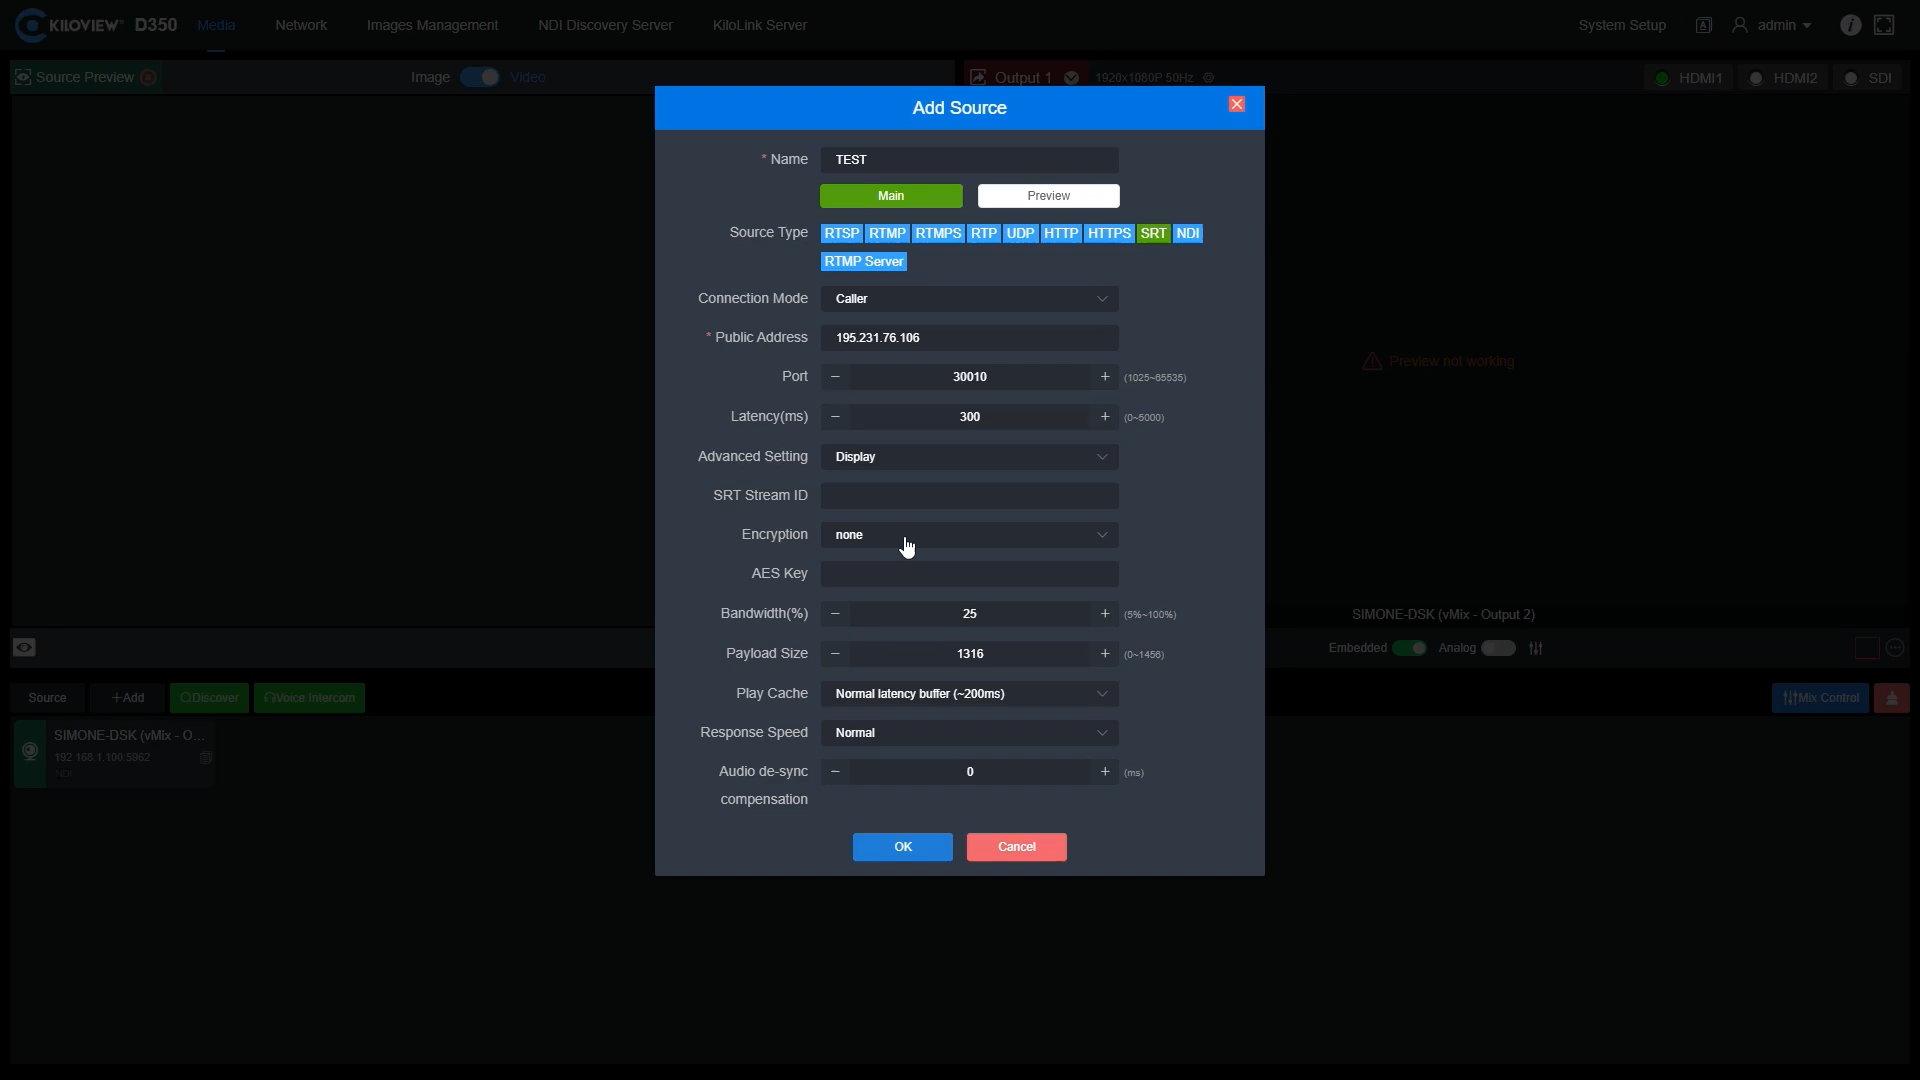 KILOVIEW D350 Media Network Images Management NDI Discovery Server KiloLink Server System Setup A admin i
Source Preview Image Video Output 1 1920x1080P 50Hz HDMI1 HDMI2 SDI
Add Source
* Name TEST
Main Preview
Source Type RTSP RTMP RTMPS RTP UDP HTTP HTTPS SRT NDI
RTMP Server
Connection Mode Caller
* Public Address 195.231.76.106
Port − 30010 + (1025~65535)
Latency(ms) − 300 + (0~5000)
Advanced Setting Display
SRT Stream ID
Encryption none
AES Key
Bandwidth(%) − 25 + (5%~100%)
Payload Size − 1316 + (0~1456)
Play Cache Normal latency buffer (~200ms)
Response Speed Normal
Audio de-sync compensation − 0 + (ms)
OK Cancel
Preview not working
SIMONE-DSK (vMix - Output 2)
Embedded Analog
Source +Add Discover Voice Intercom Mix Control
SIMONE-DSK (vMix - O...
192.168.1.100:5962
NDI